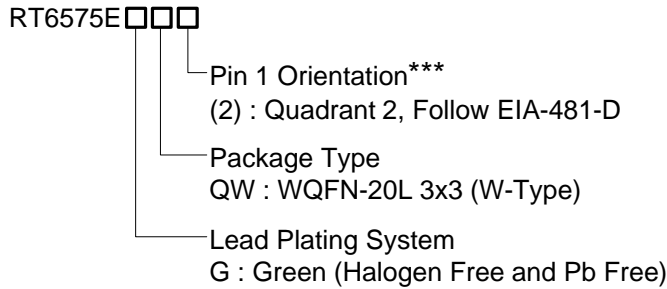 RT6575E□□□
Pin 1 Orientation***
(2) : Quadrant 2, Follow EIA-481-D
Package Type
QW : WQFN-20L 3x3 (W-Type)
Lead Plating System
G : Green (Halogen Free and Pb Free)